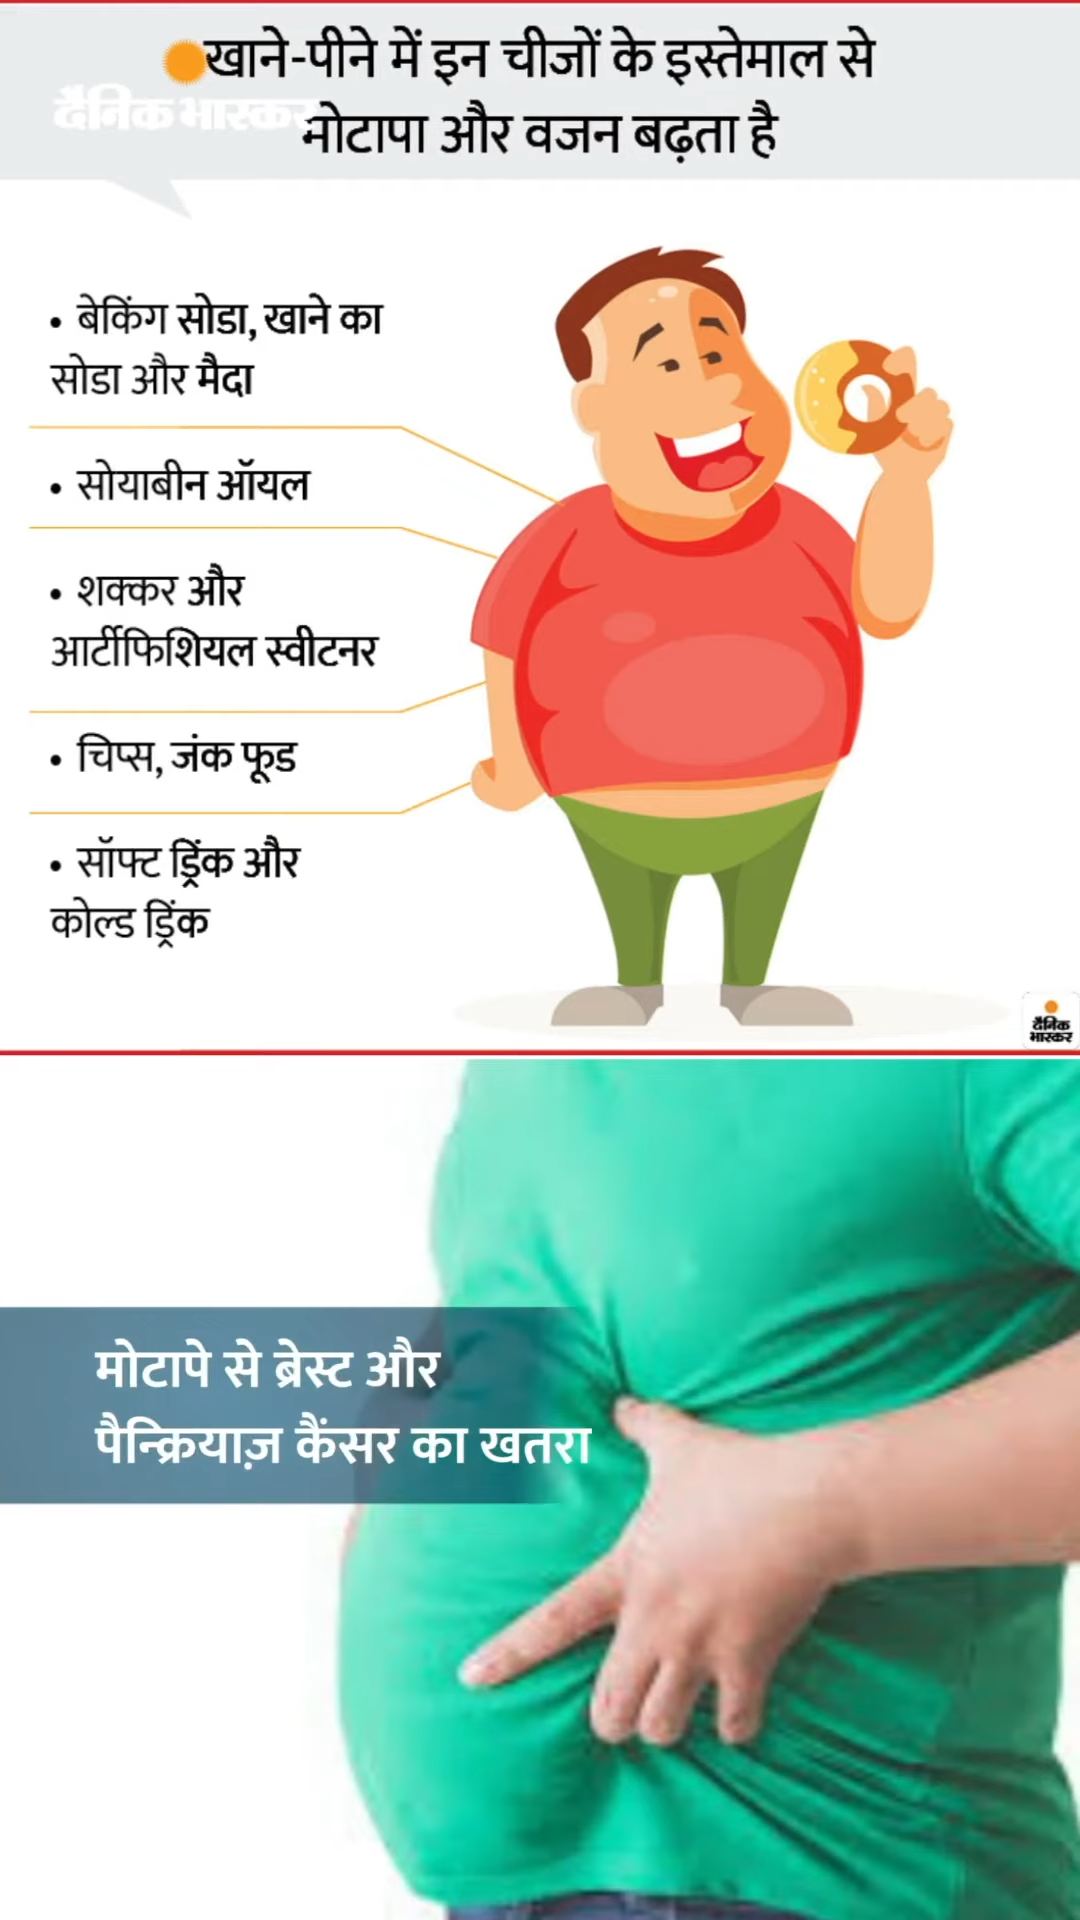 खाने-पीने में इन चीजों के इस्तेमाल से
दैनिक भास्कर
मोटापा और वजन बढ़ता है
• बेकिंग सोडा, खाने का
सोडा और मैदा
• सोयाबीन ऑयल
• शक्कर और
आर्टीफिशियल स्वीटनर
• चिप्स, जंक फूड
• सॉफ्ट ड्रिंक और
कोल्ड ड्रिंक
दैनिक
भास्कर
मोटापे से ब्रेस्ट और
पैन्क्रियाज़ कैंसर का खतरा